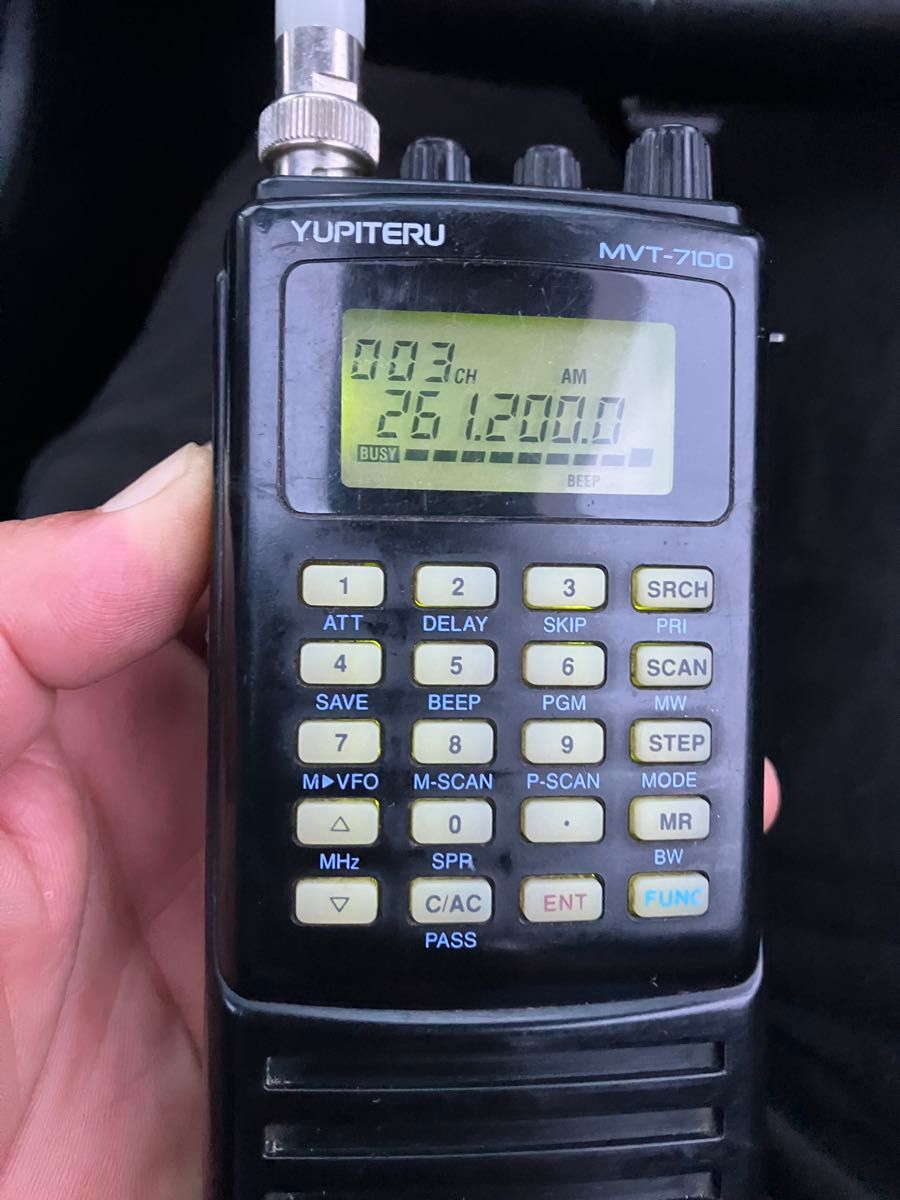 YUPITERU
MVT-7100
003 CH AM
261.200.0
BUSY
BEEP
1 2 3 SRCH
ATT DELAY SKIP PRI
4 5 6 SCAN
SAVE BEEP PGM MW
7 8 9 STEP
M▶VFO M-SCAN P-SCAN MODE
△ 0 · MR
MHz SPR BW
▽ C/AC ENT FUNC
PASS